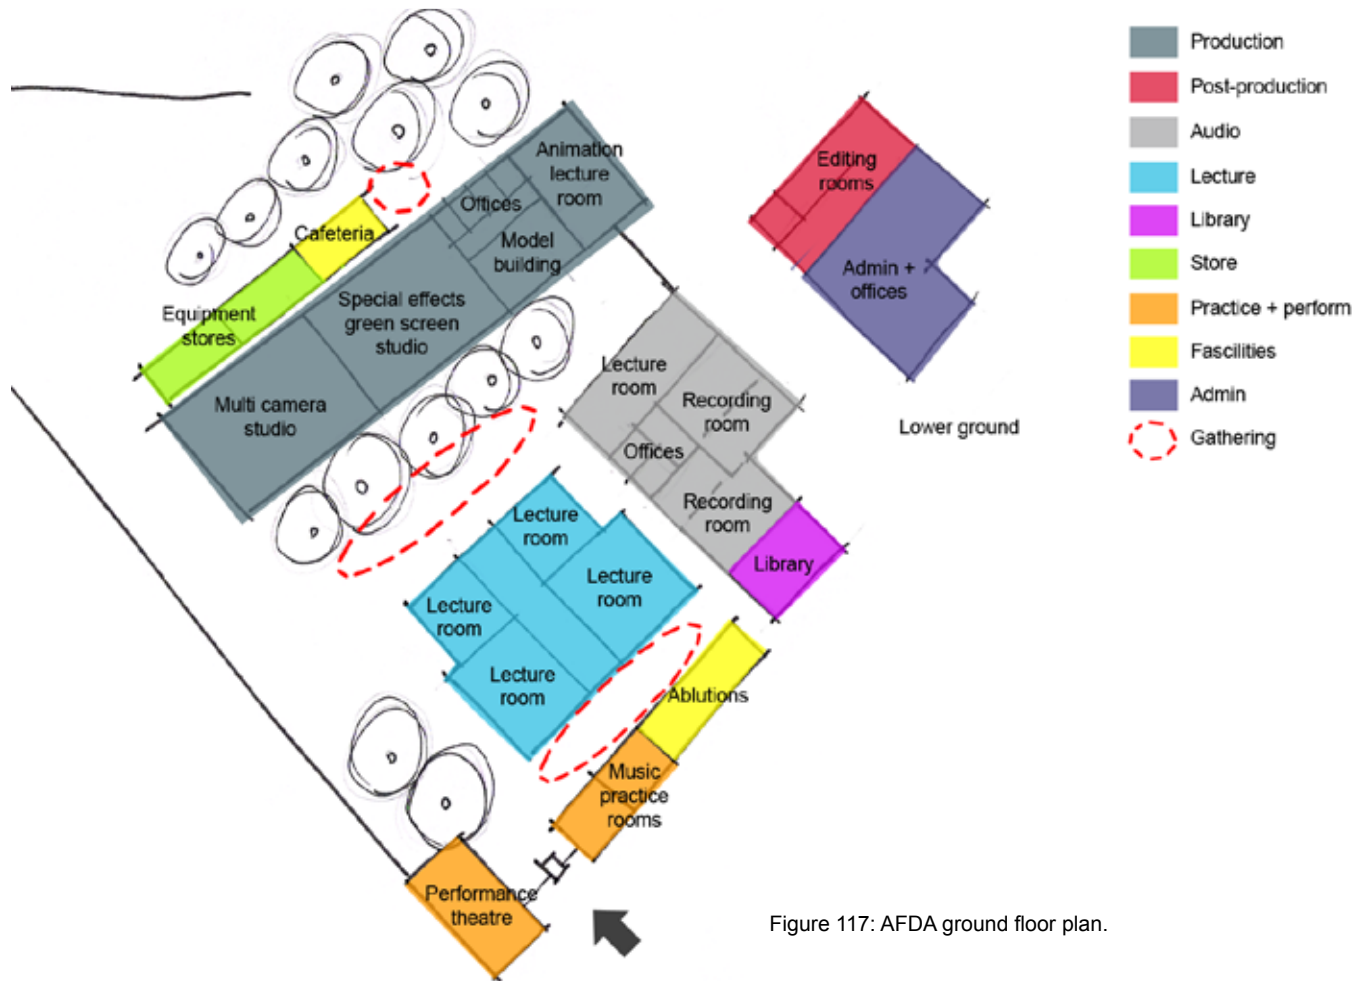 Production
Post-production
Audio
Lecture
Library
Store
Practice + perform
Fascilities
Admin
Gathering
Animation
lecture
room
Offices
Model
building
Cafeteria
Special effects
green screen
studio
Equipment
stores
Multi camera
studio
Editing
rooms
Admin +
offices
Lower ground
Lecture
room
Recording
room
Offices
Recording
room
Library
Lecture
room
Lecture
room
Lecture
room
Lecture
room
Ablutions
Music
practice
rooms
Performance
theatre
Figure 117: AFDA ground floor plan.